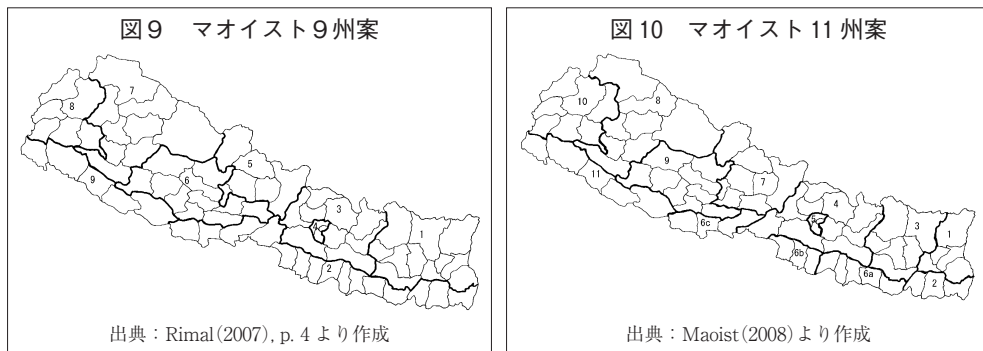 図9　マオイスト9州案
7
8
5
6
9
3
4
1
2
出典：Rimal(2007), p. 4 より作成
図10　マオイスト11州案
10
8
9
11
7
4
5
3
1
6c
6b
6a
2
出典：Maoist(2008)より作成